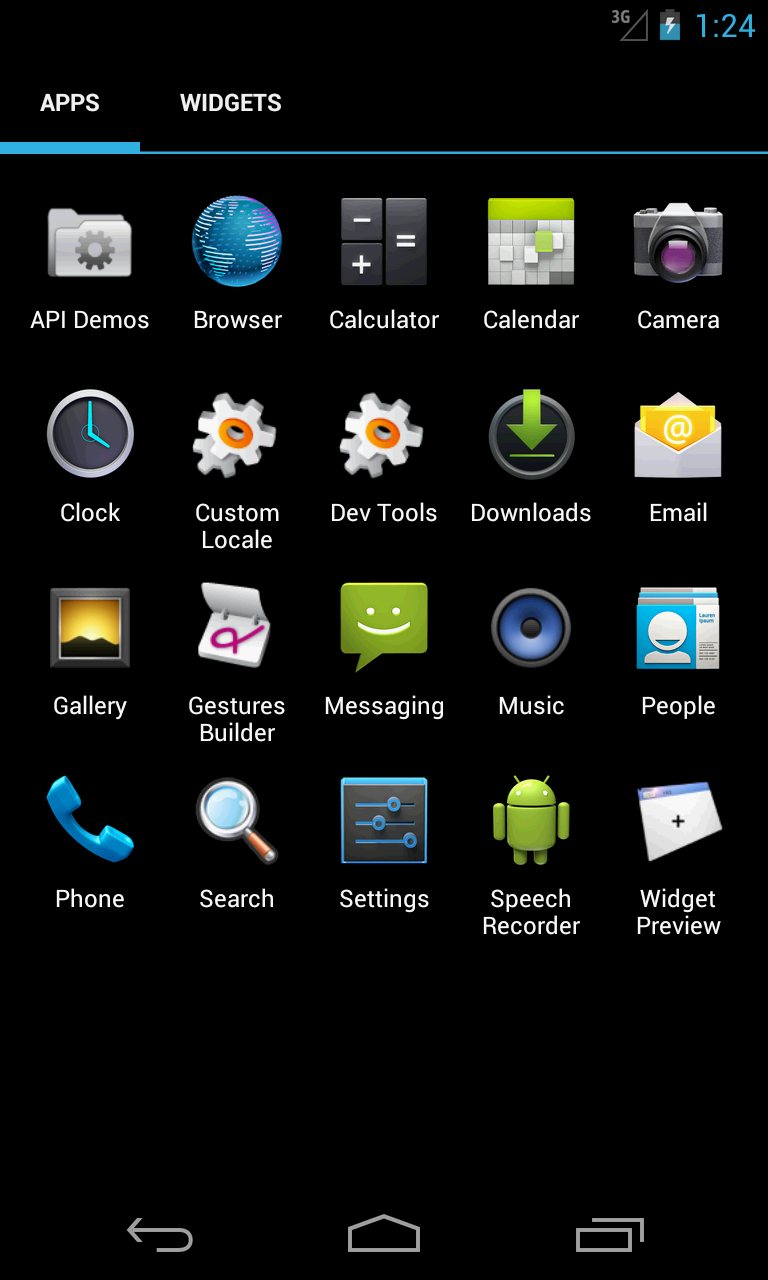 3G 1:24
APPS WIDGETS
API Demos Browser Calculator Calendar Camera
Clock Custom Dev Tools Downloads Email
Locale
Gallery Gestures Messaging Music People
Builder
Phone Search Settings Speech Widget
Recorder Preview